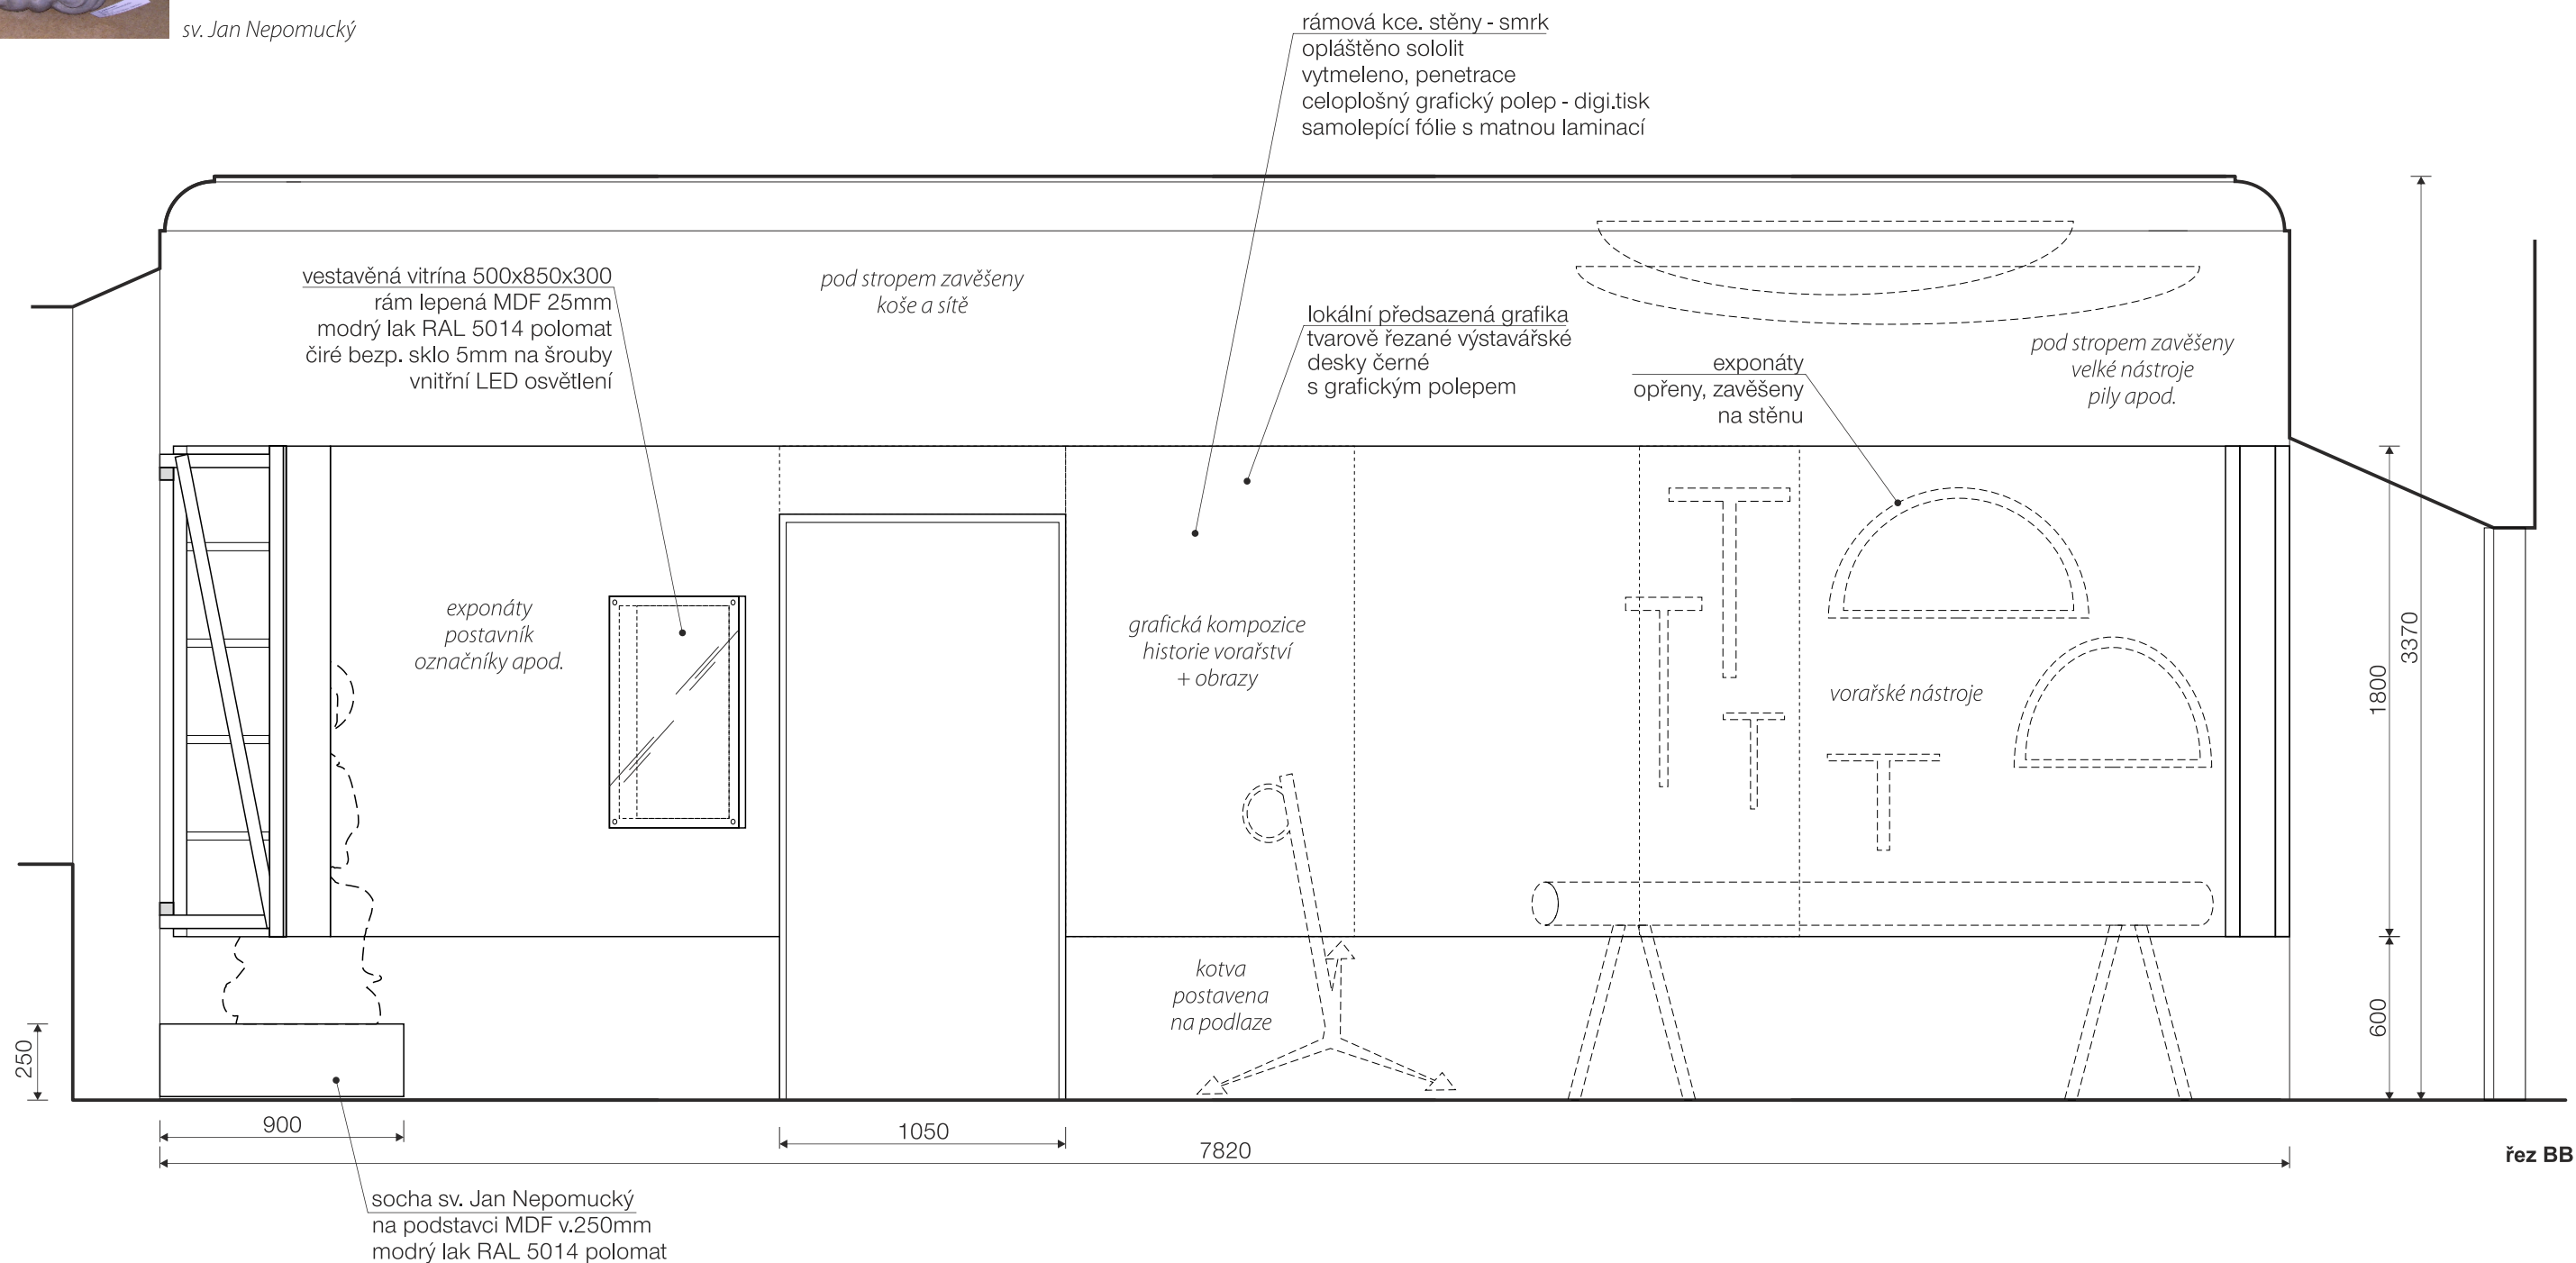 sv. Jan Nepomucký
rámová kce. stěny - smrk
opláštěno sololit
vytmeleno, penetrace
celoplošný grafický polep - digi.tisk
samolepící fólie s matnou laminací
vestavěná vitrína 500x850x300
rám lepená MDF 25mm
modrý lak RAL 5014 polomat
čiré bezp. sklo 5mm na šrouby
vnitřní LED osvětlení
pod stropem zavěšeny
koše a sítě
lokální předsazená grafika
tvarově řezané výstavářské
desky černé
s grafickým polepem
exponáty
opřeny, zavěšeny
na stěnu
pod stropem zavěšeny
velké nástroje
pily apod.
exponáty
postavník
označníky apod.
grafická kompozice
historie vorařství
+ obrazy
vorařské nástroje
kotva
postavena
na podlaze
3370
1800
600
250
900
1050
7820
řez BB
socha sv. Jan Nepomucký
na podstavci MDF v.250mm
modrý lak RAL 5014 polomat